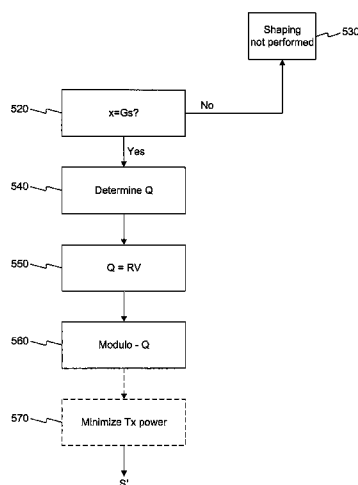 Shaping
not performed
530
520
x=Gs?
No
Yes
540
Determine Q
550
Q = RV
560
Modulo - Q
570
Minimize Tx power
S'